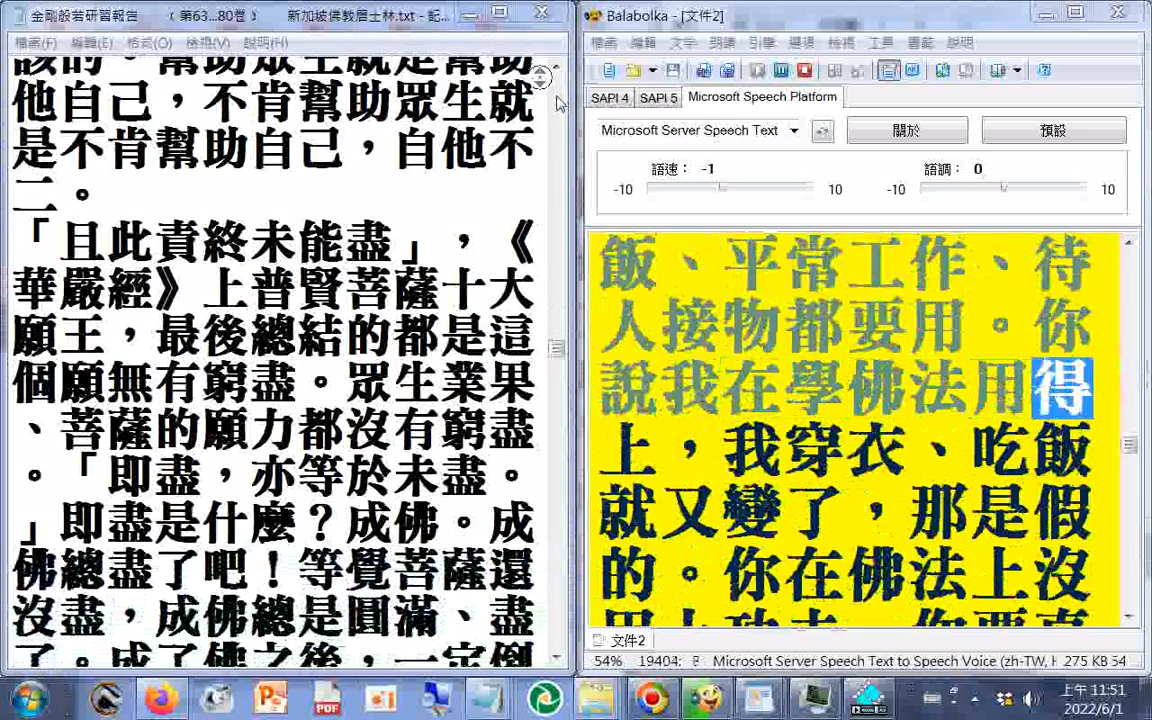 金剛般若研習報告 （第63...80卷） 新加坡佛教居士林.txt - 記...
檔案(F) 編輯(E) 格式(O) 檢視(V) 說明(H)
該的。幫助眾生就是幫助
他自己，不肯幫助眾生就
是不肯幫助自己，自他不
二。
「且此責終未能盡」，《
華嚴經》上普賢菩薩十大
願王，最後總結的都是這
個願無有窮盡。眾生業果
、菩薩的願力都沒有窮盡
。「即盡，亦等於未盡。
」即盡是什麼？成佛。成
佛總盡了吧！等覺菩薩還
沒盡，成佛總是圓滿、盡
了。成了佛之後，一定倒
Balabolka - [文件2]
檔案 編輯 文字 朗讀 引擎 選項 檢視 工具 書籤 說明
SAPI 4 SAPI 5 Microsoft Speech Platform
Microsoft Server Speech Text 關於 預設
語速： -1 語調： 0
-10 10 -10 10
飯、平常工作、待
人接物都要用。你
說我在學佛法用得
上，我穿衣、吃飯
就又變了，那是假
的。你在佛法上沒
文件2
54% Microsoft Server Speech Text to Speech Voice (zh-TW, H 275 KB 54
PDF
上午 11:51
2022/6/1